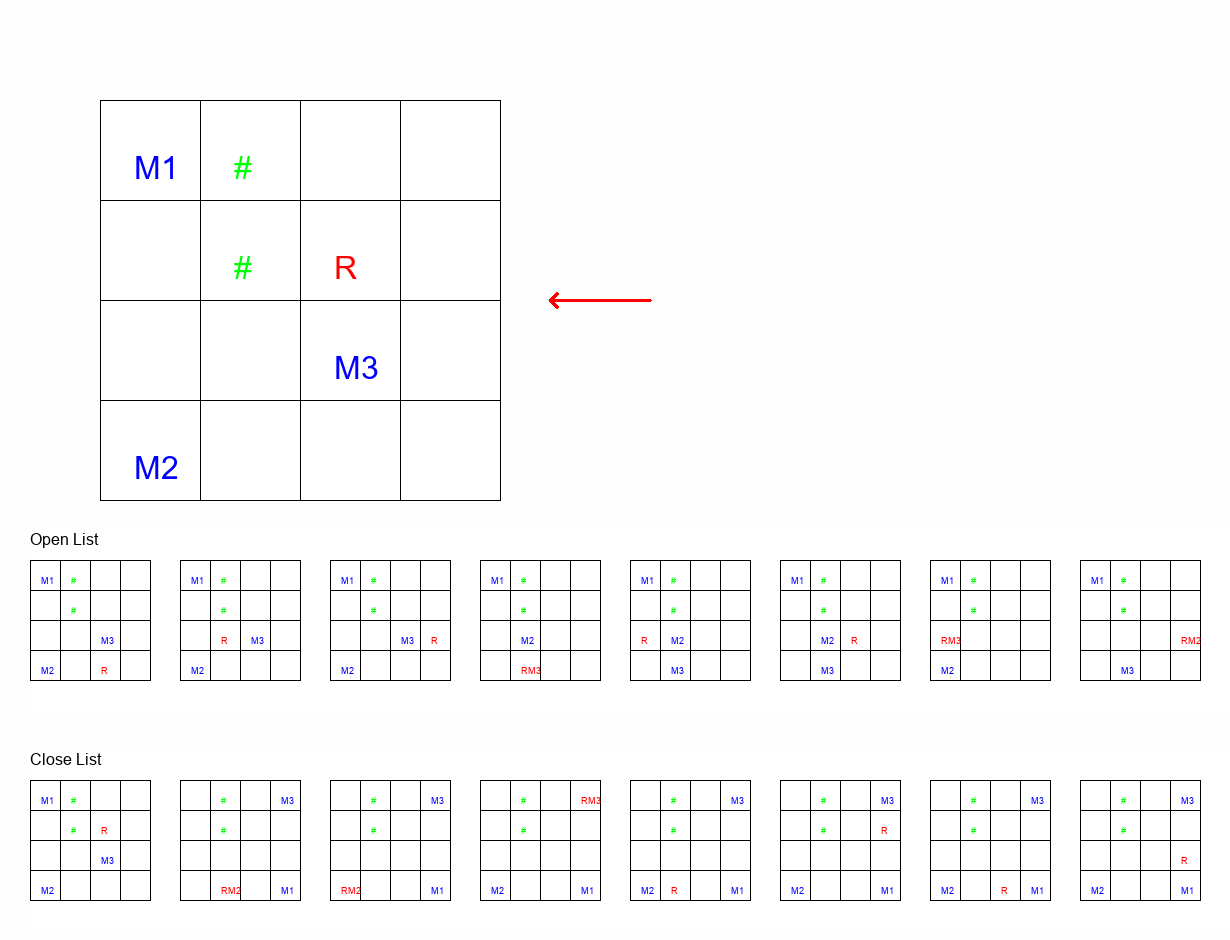 M1 #
# R
M3
M2
Open List
M1 # M1 # M1 # M1 # M1 # M1 # M1 # M1 #
# # # # # # # #
M3 R M3 M3 R M2 R M2 M2 R RM3 RM2
M2 R M2 M2 RM3 M3 M3 M2 M3
Close List
M1 # # M3 # M3 # RM3 # M3 # M3 # M3 # M3
# R # # # # # R # #
M3 R
M2 RM2 M1 RM2 M1 M2 M1 M2 R M1 M2 M1 M2 R M1 M2 M1